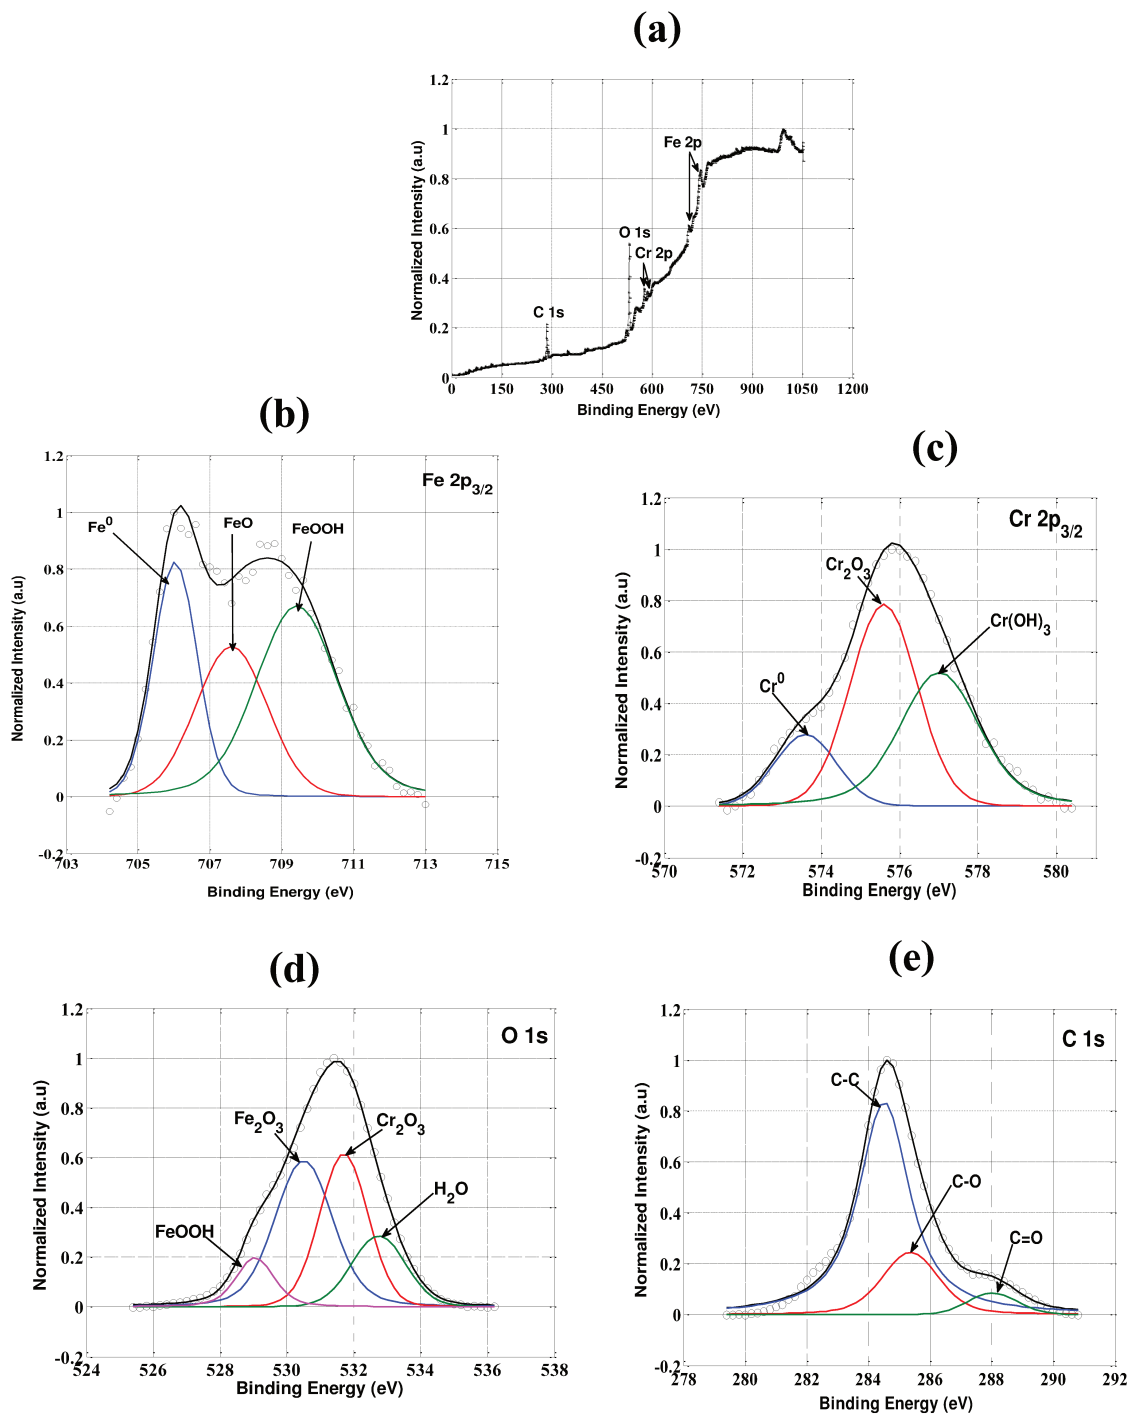 (a)
1.2
1
0.8
0.6
0.4
0.2
0
Normalized Intensity (a.u)
Fe 2p
O 1s
Cr 2p
C 1s
0 150 300 450 600 750 900 1050 1200
Binding Energy (eV)
(b)
1.2
1
0.8
0.6
0.4
0.2
0
-0.2
Normalized Intensity (a.u)
Fe 2p3/2
Fe0
FeO
FeOOH
703 705 707 709 711 713 715
Binding Energy (eV)
(c)
1.2
1
0.8
0.6
0.4
0.2
0
-0.2
Normalized Intensity (a.u)
Cr 2p3/2
Cr2O3
Cr(OH)3
Cr0
570 572 574 576 578 580
Binding Energy (eV)
(d)
1.2
1
0.8
0.6
0.4
0.2
0
-0.2
Normalized Intensity (a.u)
O 1s
Fe2O3
Cr2O3
H2O
FeOOH
524 526 528 530 532 534 536 538
Binding Energy (eV)
(e)
1.2
1
0.8
0.6
0.4
0.2
0
-0.2
Normalized Intensity (a.u)
C 1s
C-C
C-O
C=O
278 280 282 284 286 288 290 292
Binding Energy (eV)